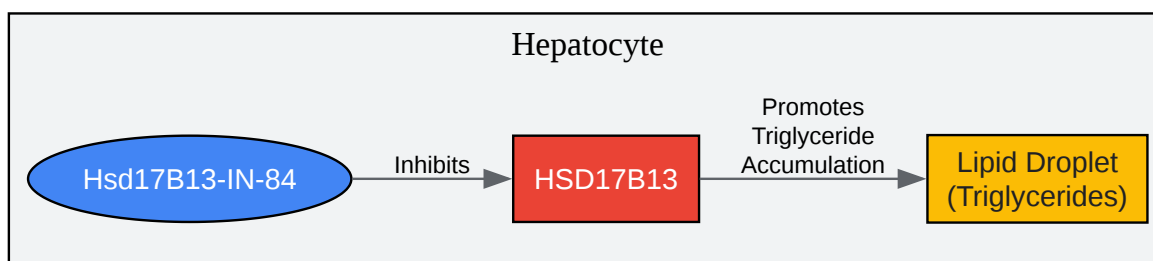 Hepatocyte
Hsd17B13-IN-84
Inhibits
HSD17B13
Promotes
Triglyceride
Accumulation
Lipid Droplet
(Triglycerides)